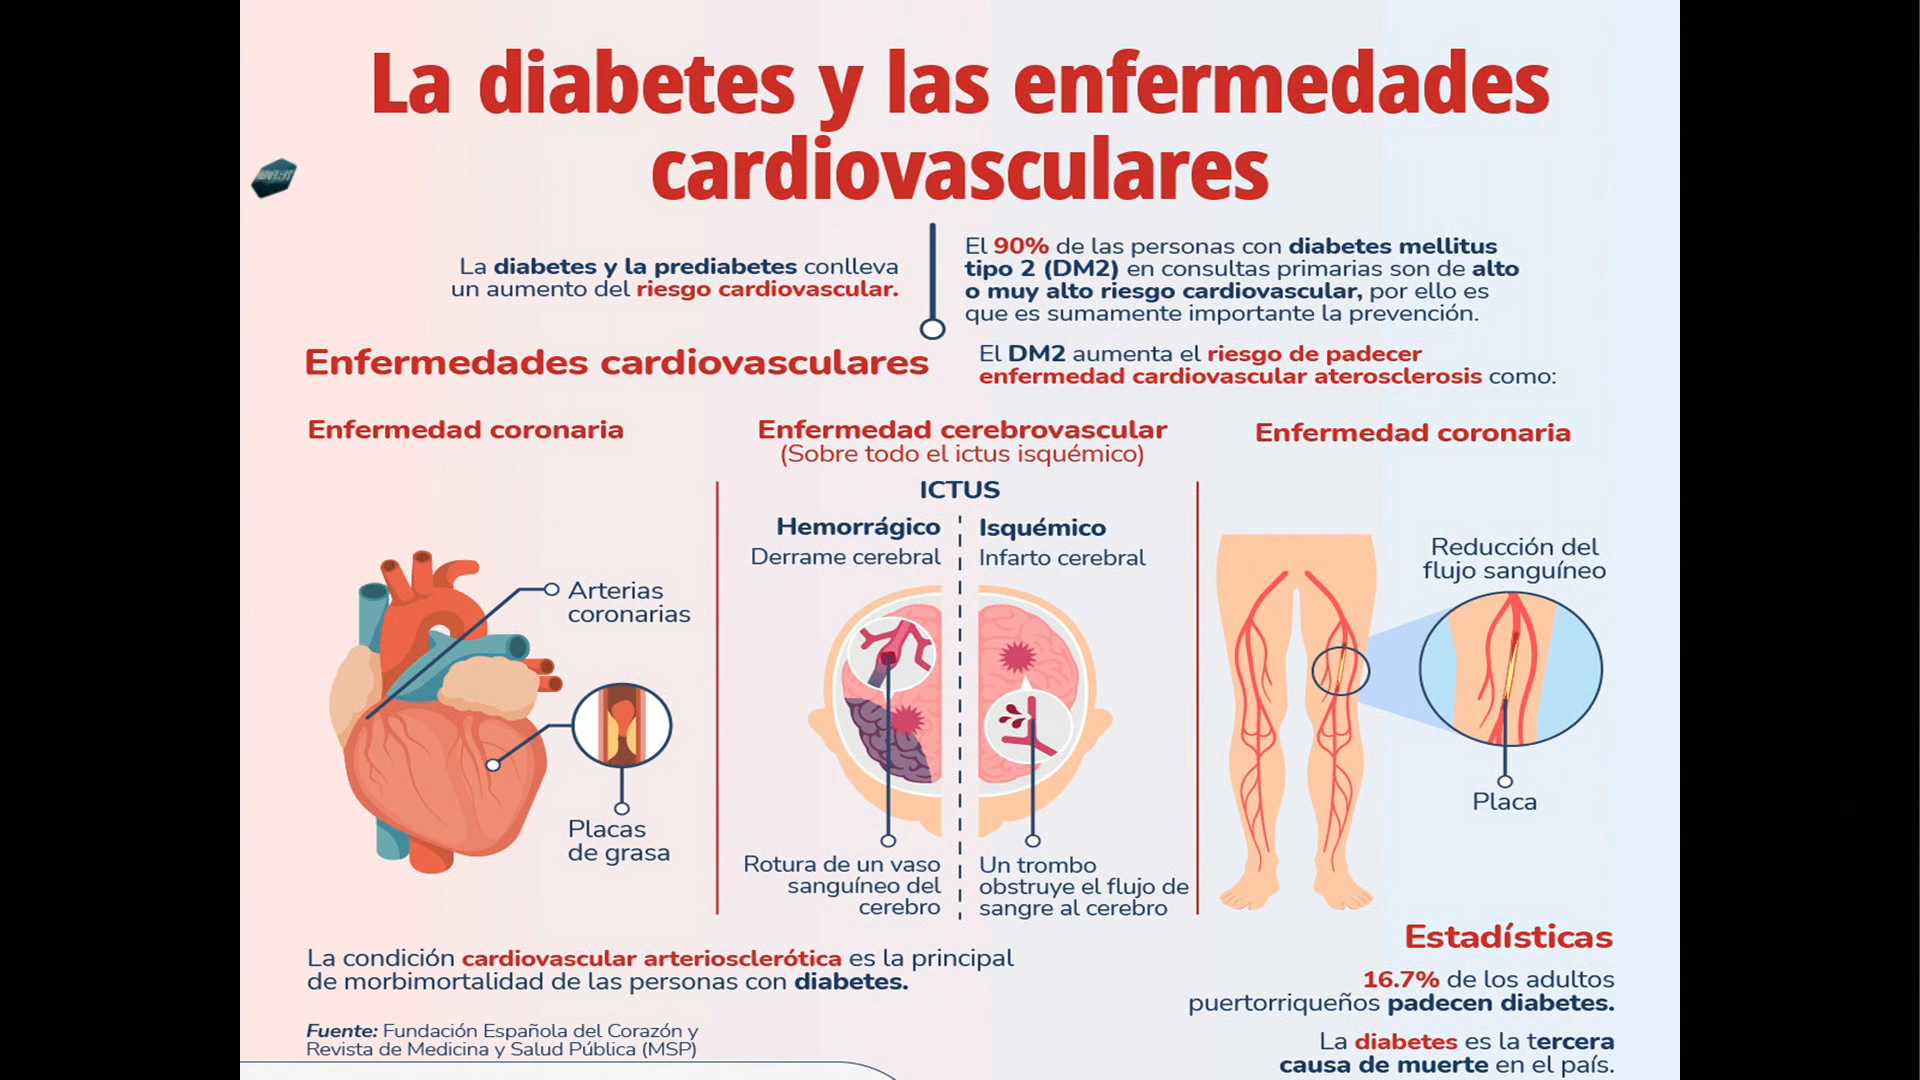 La diabetes y las enfermedades
cardiovasculares
La diabetes y la prediabetes conlleva
un aumento del riesgo cardiovascular.
El 90% de las personas con diabetes mellitus
tipo 2 (DM2) en consultas primarias son de alto
o muy alto riesgo cardiovascular, por ello es
que es sumamente importante la prevención.
Enfermedades cardiovasculares
El DM2 aumenta el riesgo de padecer
enfermedad cardiovascular aterosclerosis como:
Enfermedad coronaria
Arterias
coronarias
Placas
de grasa
Enfermedad cerebrovascular
(Sobre todo el ictus isquémico)
ICTUS
Hemorrágico
Derrame cerebral
Rotura de un vaso
sanguíneo del
cerebro
Isquémico
Infarto cerebral
Un trombo
obstruye el flujo de
sangre al cerebro
Enfermedad coronaria
Reducción del
flujo sanguíneo
Placa
La condición cardiovascular arteriosclerótica es la principal
de morbimortalidad de las personas con diabetes.
Fuente: Fundación Española del Corazón y
Revista de Medicina y Salud Pública (MSP)
Estadísticas
16.7% de los adultos
puertorriqueños padecen diabetes.
La diabetes es la tercera
causa de muerte en el país.